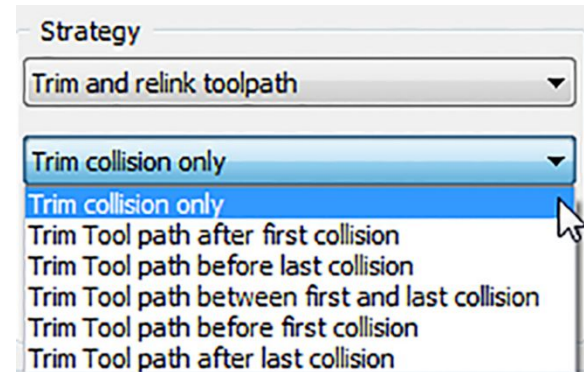 Strategy
Trim and relink toolpath
Trim collision only
Trim collision only
Trim Tool path after first collision
Trim Tool path before last collision
Trim Tool path between first and last collision
Trim Tool path before first collision
Trim Tool path after last collision